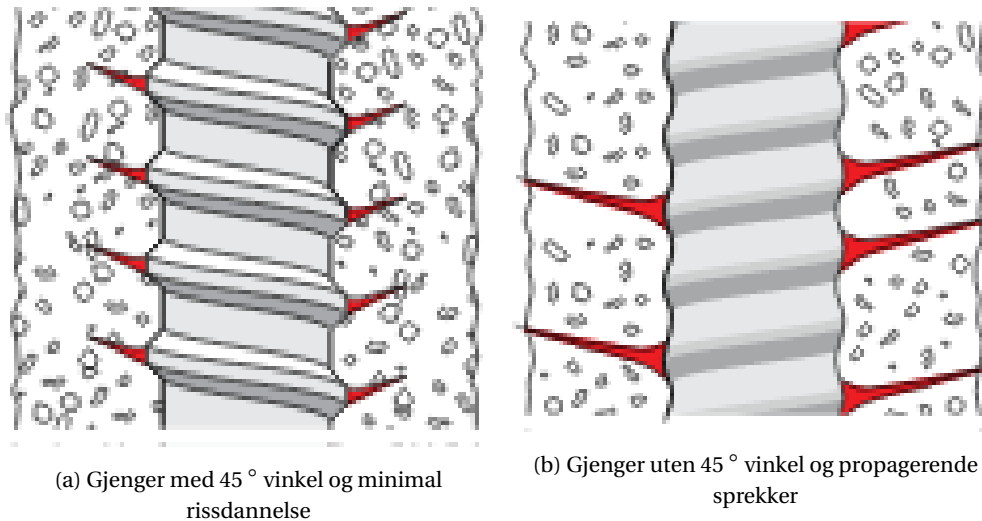 (a) Gjenger med 45 ° vinkel og minimal
rissdannelse
(b) Gjenger uten 45 ° vinkel og propagerende
sprekker